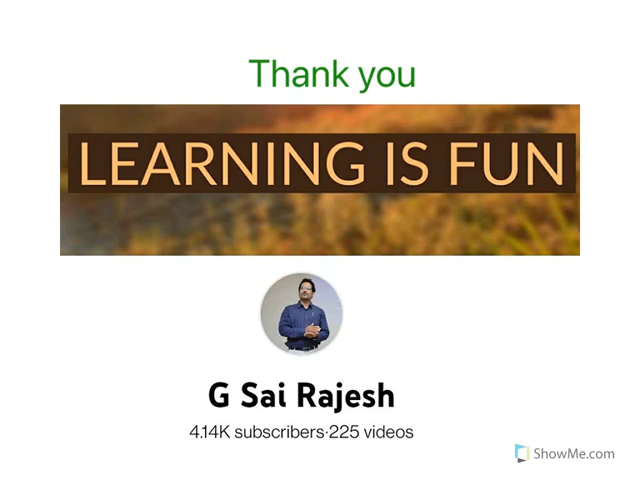 Thank you
LEARNING IS FUN
G Sai Rajesh
4.14K subscribers·225 videos
ShowMe.com